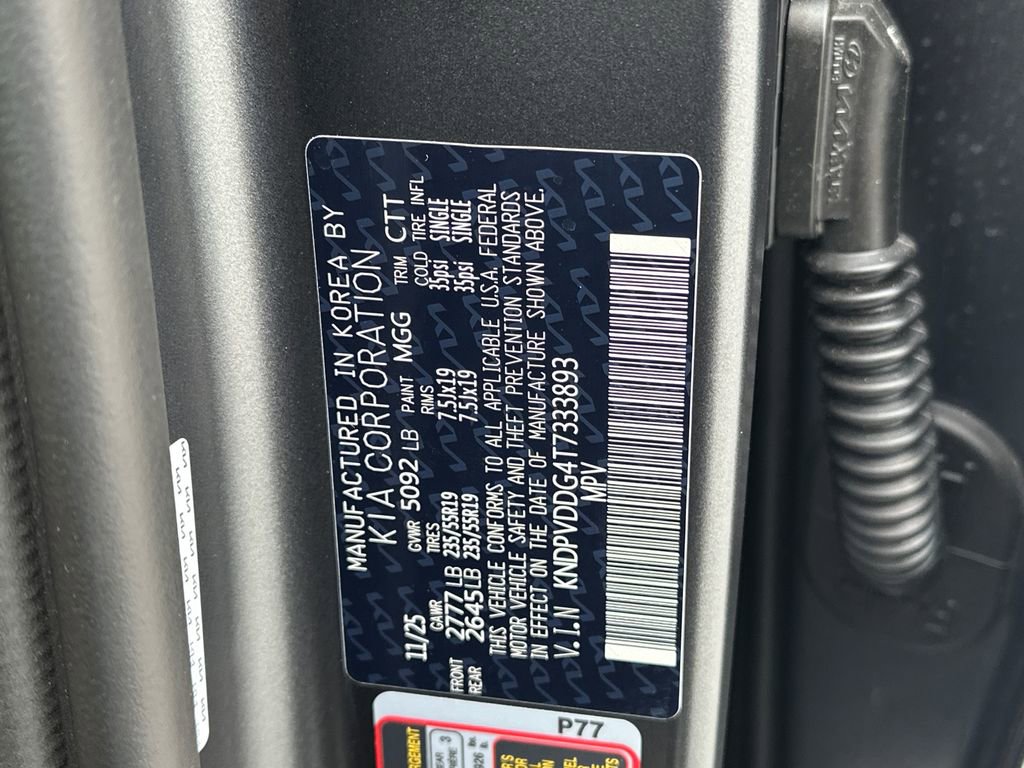 MANUFACTURED IN KOREA BY
KIA CORPORATION
11/25 GVWR 5092 LB PAINT MGG TRIM CTT
GAWR TIRES RIMS COLD TIRE INFL
FRONT 2777 LB 235/55R19 7.5Jx19 35psi SINGLE
REAR 2645LB 235/55R19 7.5Jx19 35psi SINGLE
THIS VEHICLE CONFORMS TO ALL APPLICABLE U.S.A. FEDERAL
MOTOR VEHICLE SAFETY AND THEFT PREVENTION STANDARDS
IN EFFECT ON THE DATE OF MANUFACTURE SHOWN ABOVE.
V.I.N KNDPVDDG4T7333893
MPV
P77